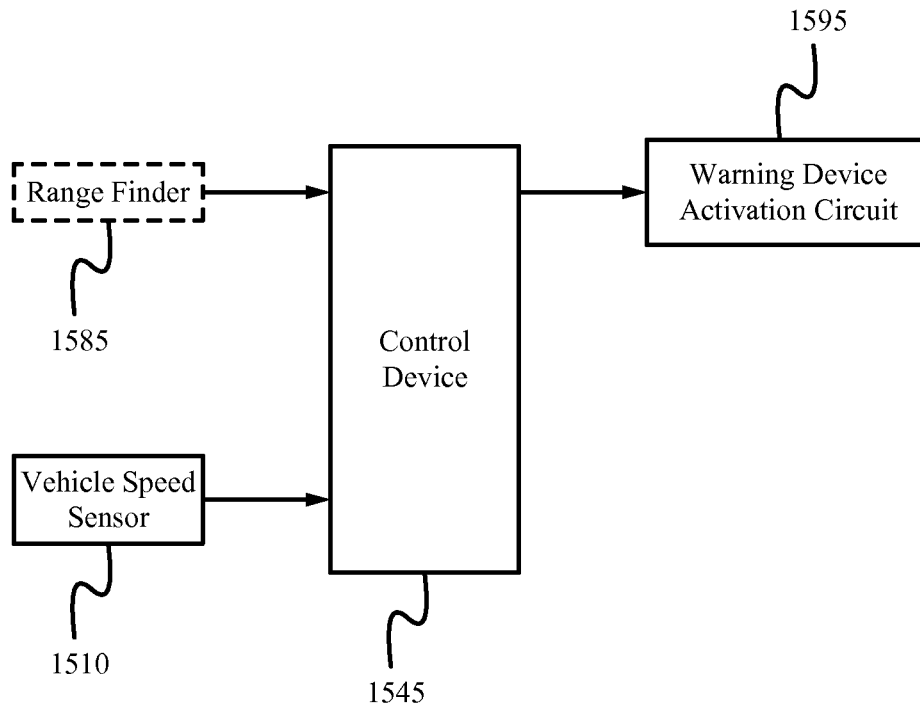 1595
Range Finder
Warning Device
Activation Circuit
1585
Control
Device
Vehicle Speed
Sensor
1510
1545